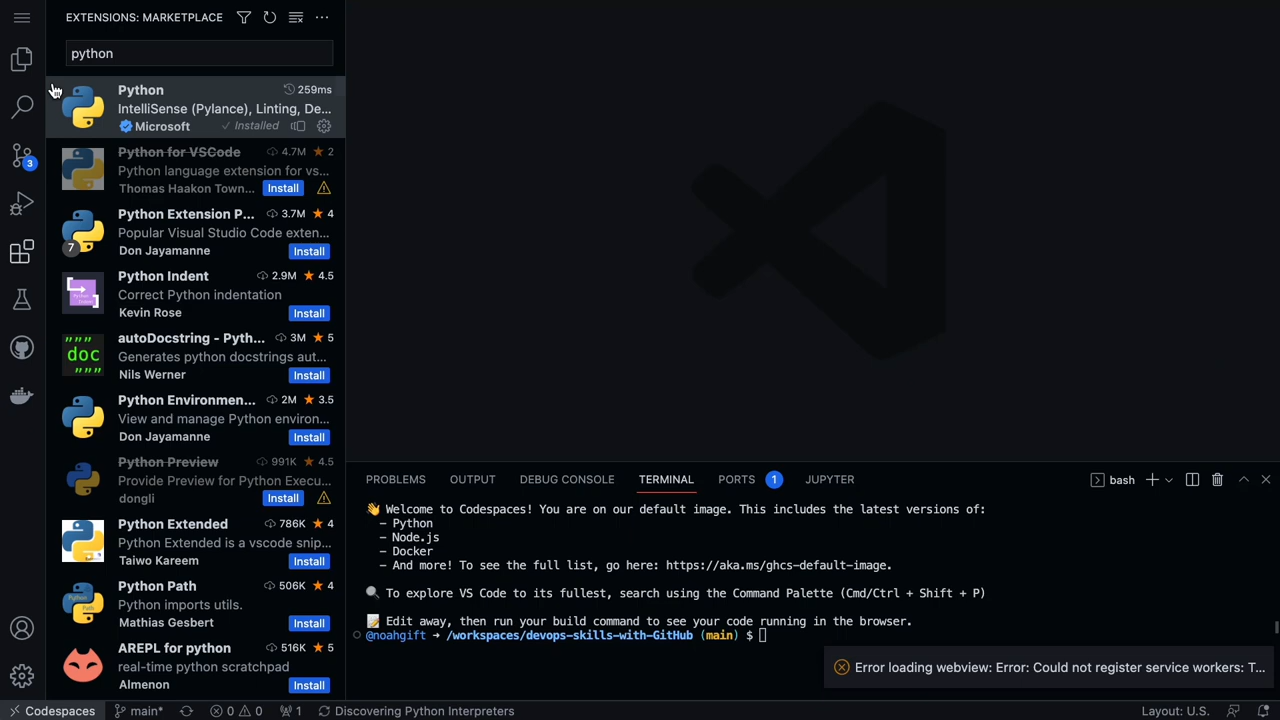 EXTENSIONS: MARKETPLACE
python
Python 259ms
IntelliSense (Pylance), Linting, De...
Microsoft ✓ Installed
Python for VSCode 4.7M ★ 2
Python language extension for vs...
Thomas Haakon Town... Install
Python Extension P... 3.7M ★ 4
Popular Visual Studio Code exten...
7
Don Jayamanne Install
Python Indent 2.9M ★ 4.5
Correct Python indentation
Kevin Rose Install
autoDocstring - Pyth... 3M ★ 5
doc
Generates python docstrings aut...
Nils Werner Install
Python Environmen... 2M ★ 3.5
View and manage Python environ...
Don Jayamanne Install
Python Preview 991K ★ 4.5
Provide Preview for Python Execu...
dongli Install
Python Extended 786K ★ 4
Python Extended is a vscode snip...
Taiwo Kareem Install
Python Path 506K ★ 4
Python imports utils.
Mathias Gesbert Install
AREPL for python 516K ★ 5
real-time python scratchpad
Almenon Install
3
PROBLEMS OUTPUT DEBUG CONSOLE TERMINAL PORTS 1 JUPYTER bash
👋 Welcome to Codespaces! You are on our default image. This includes the latest versions of:
- Python
- Node.js
- Docker
- And more! To see the full list, go here: https://aka.ms/ghcs-default-image.
🔍 To explore VS Code to its fullest, search using the Command Palette (Cmd/Ctrl + Shift + P)
📝 Edit away, then run your build command to see your code running in the browser.
@noahgift → /workspaces/devops-skills-with-GitHub (main) $
Error loading webview: Error: Could not register service workers: T...
Codespaces main* 0 0 1 Discovering Python Interpreters Layout: U.S.